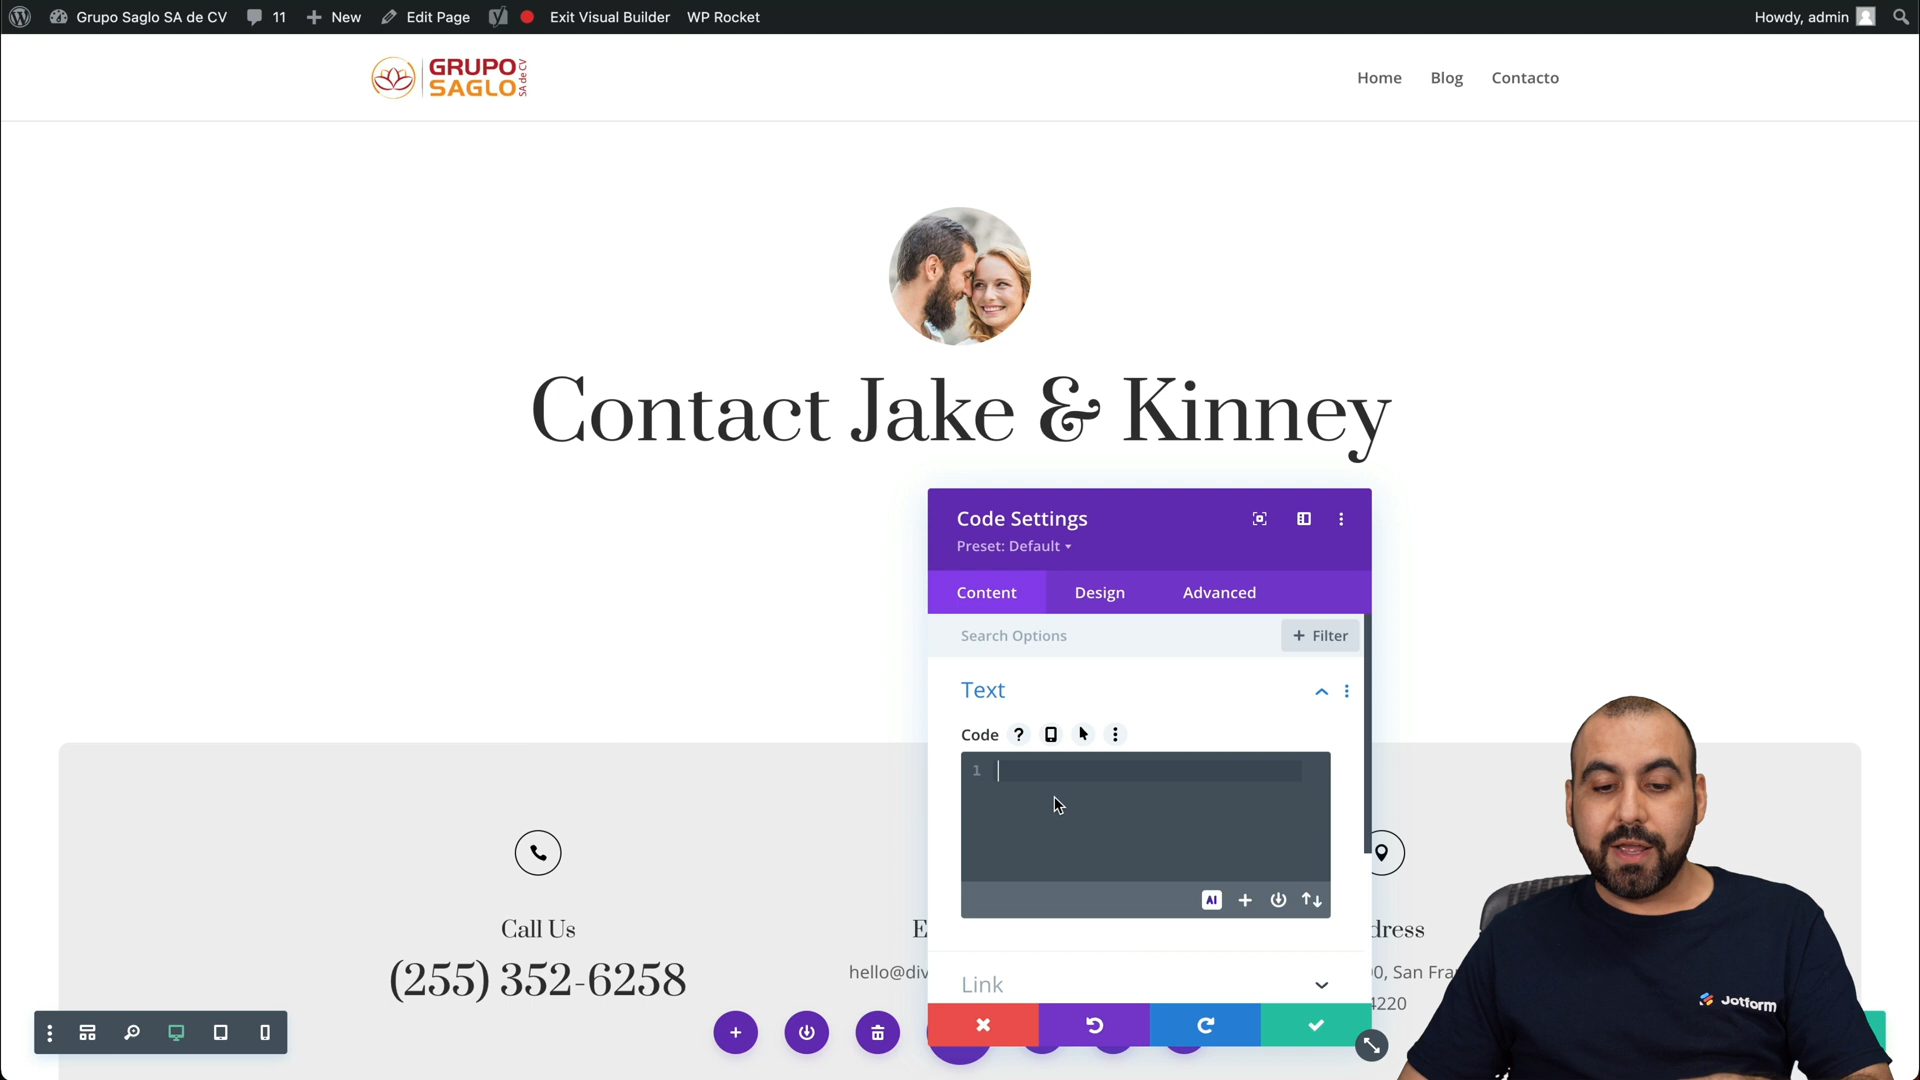 Grupo Saglo SA de CV 11 New Edit Page Exit Visual Builder WP Rocket Howdy, admin
GRUPO
SAGLO
SA de CV
Home Blog Contacto
Contact Jake & Kinney
Code Settings
Preset: Default
Content Design Advanced
Search Options + Filter
Text
Code ?
1
AI
Call Us
(255) 352-6258
E
hello@div
dress
0, San Fra
4220
Link
Jotform